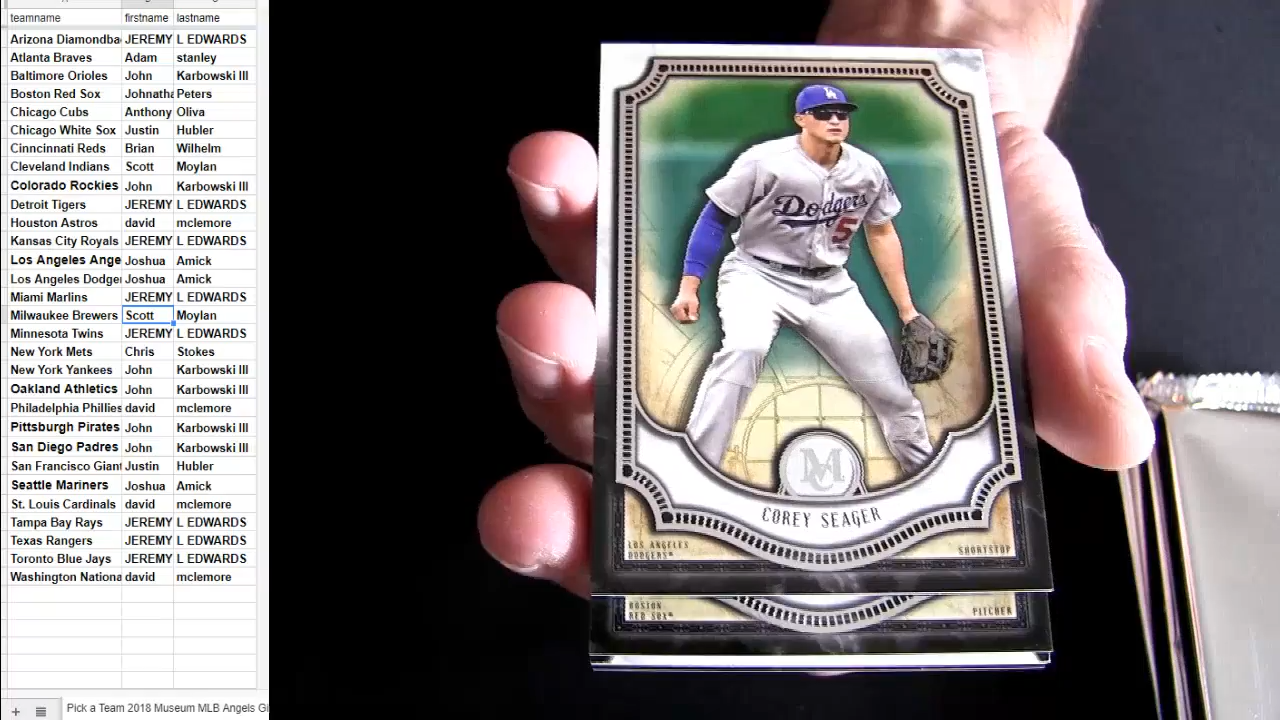 teamname firstname lastname
Arizona Diamondba JEREMY L EDWARDS
Atlanta Braves Adam stanley
Baltimore Orioles John Karbowski III
Boston Red Sox Johnatha Peters
Chicago Cubs Anthony Oliva
Chicago White Sox Justin Hubler
Cinncinnati Reds Brian Wilhelm
Cleveland Indians Scott Moylan
Colorado Rockies John Karbowski III
Detroit Tigers JEREMY L EDWARDS
Houston Astros david mclemore
Kansas City Royals JEREMY L EDWARDS
Los Angeles Ange Joshua Amick
Los Angeles Dodge Joshua Amick
Miami Marlins JEREMY L EDWARDS
Milwaukee Brewers Scott Moylan
Minnesota Twins JEREMY L EDWARDS
New York Mets Chris Stokes
New York Yankees John Karbowski III
Oakland Athletics John Karbowski III
Philadelphia Phillies david mclemore
Pittsburgh Pirates John Karbowski III
San Diego Padres John Karbowski III
San Francisco Giant Justin Hubler
Seattle Mariners Joshua Amick
St. Louis Cardinals david mclemore
Tampa Bay Rays JEREMY L EDWARDS
Texas Rangers JEREMY L EDWARDS
Toronto Blue Jays JEREMY L EDWARDS
Washington Nationa david mclemore
Pick a Team 2018 Museum MLB Angels Gi
LA
Dodgers
5
MC
COREY SEAGER
LOS ANGELES
DODGERS®
SHORTSTOP
BOSTON
RED SOX®
PITCHER